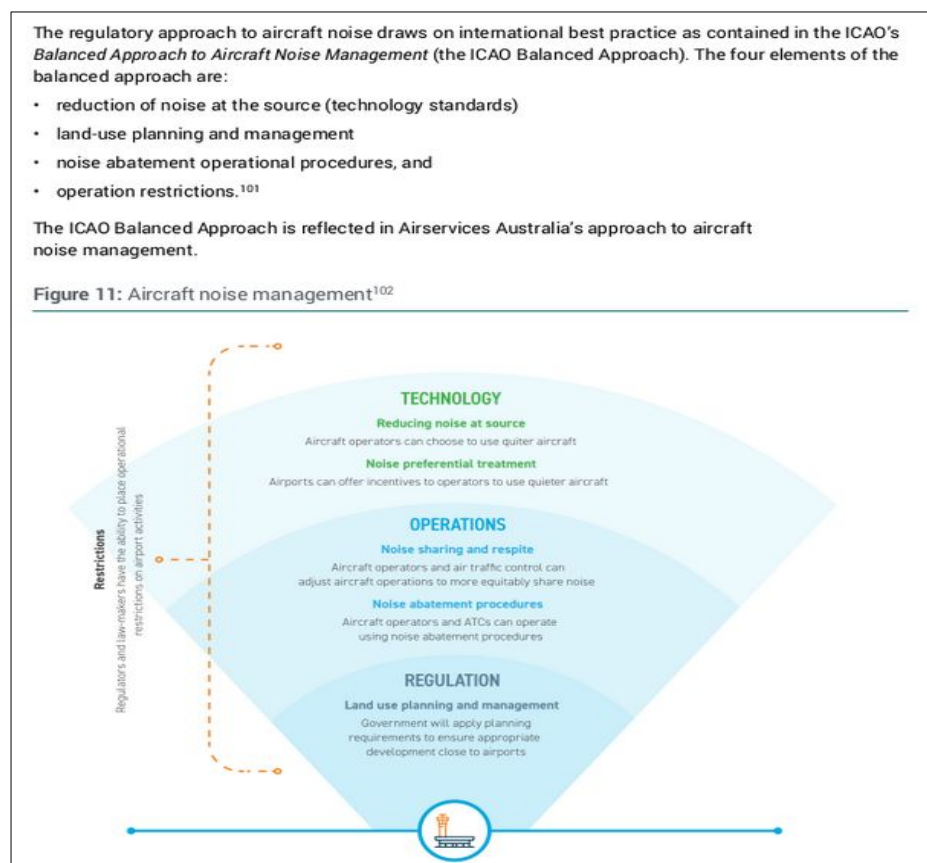 The regulatory approach to aircraft noise draws on international best practice as contained in the ICAO's
Balanced Approach to Aircraft Noise Management (the ICAO Balanced Approach). The four elements of the
balanced approach are:
• reduction of noise at the source (technology standards)
• land-use planning and management
• noise abatement operational procedures, and
• operation restrictions.101
The ICAO Balanced Approach is reflected in Airservices Australia's approach to aircraft
noise management.
Figure 11: Aircraft noise management102
Restrictions
Regulators and law-makers have the ability to place operational
restrictions on airport activities
TECHNOLOGY
Reducing noise at source
Aircraft operators can choose to use quiter aircraft
Noise preferential treatment
Airports can offer incentives to operators to use quieter aircraft
OPERATIONS
Noise sharing and respite
Aircraft operators and air traffic control can
adjust aircraft operations to more equitably share noise
Noise abatement procedures
Aircraft operators and ATCs can operate
using noise abatement procedures
REGULATION
Land use planning and management
Government will apply planning
requirements to ensure appropriate
development close to airports